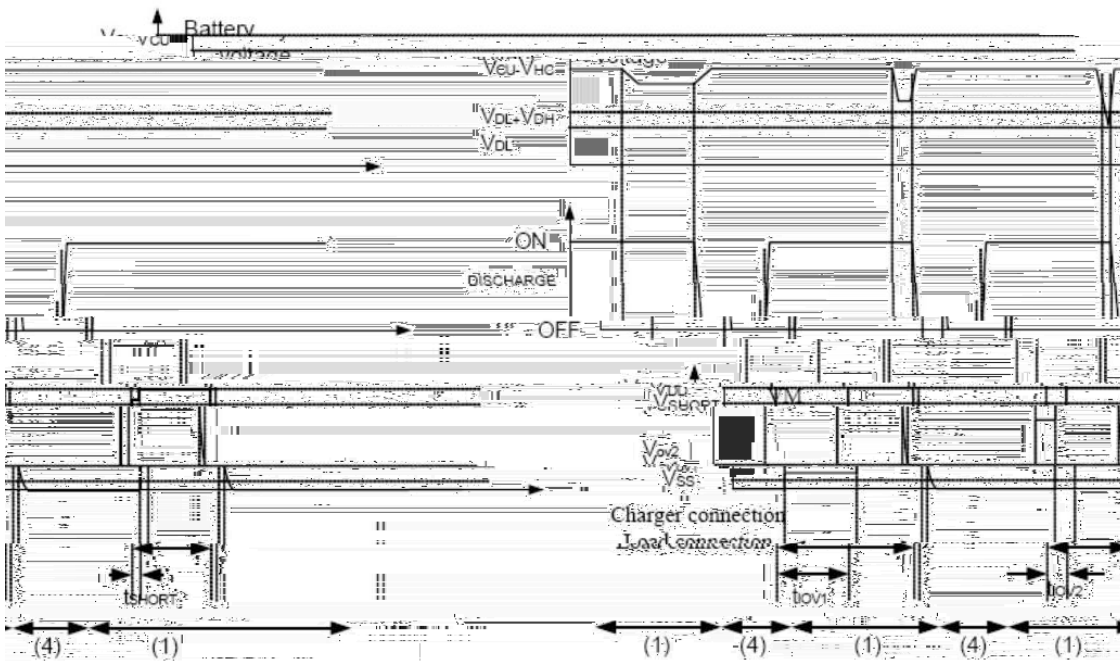 Battery
VCU
voltage
VCU-VHC
VDL+VDH
VDL
ON
DISCHARGE
OFF
VDD
VSHORT
VM
VOV2
VSS
Charger connection
Load connection
tSHORT
tIOV1
tIOV2
(4) (1) (1) (4) (1) (4) (1)